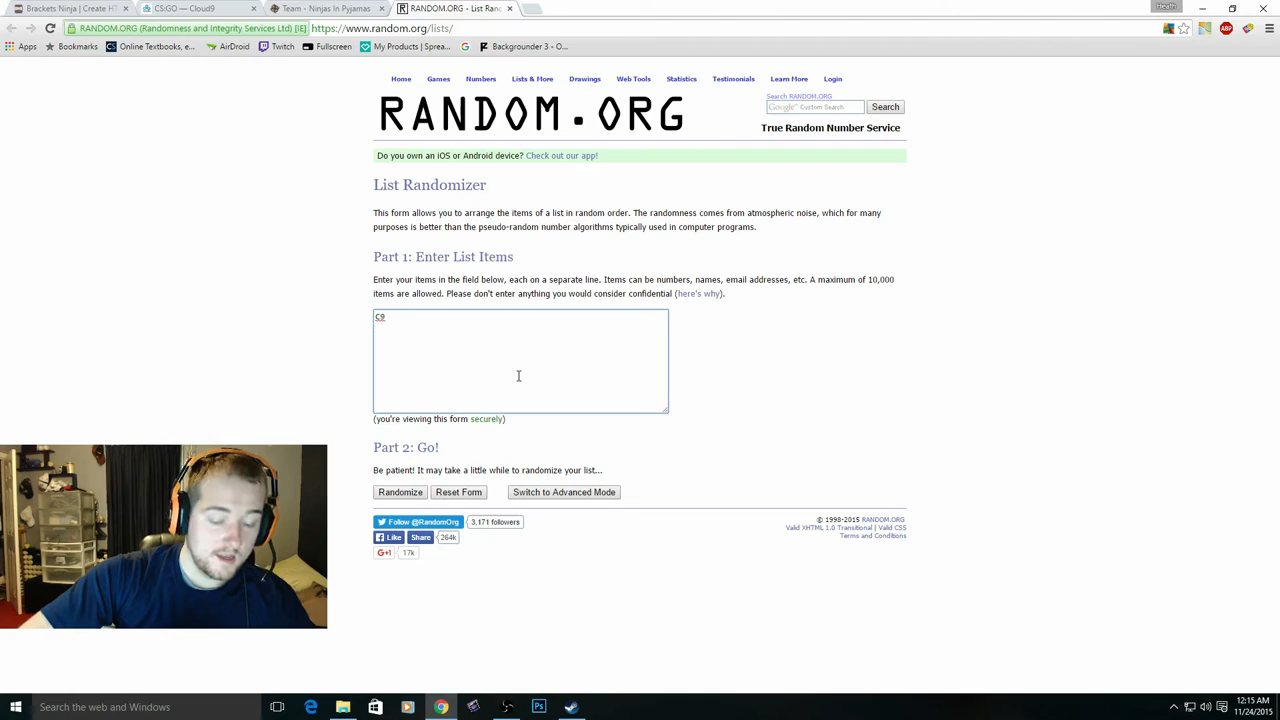 Brackets Ninja | Create H
CS:GO — Cloud9
Team - Ninjas In Pyjamas
RANDOM.ORG - List Ran
Heath
RANDOM.ORG (Randomness and Integrity Services Ltd) [IE]
https://www.random.org/lists/
Apps
Bookmarks
Online Textbooks, e...
AirDroid
Twitch
Fullscreen
My Products | Sprea...
Backgrounder 3 - O...
Home
Games
Numbers
Lists & More
Drawings
Web Tools
Statistics
Testimonials
Learn More
Login
RANDOM.ORG
Search RANDOM.ORG
Google™ Custom Search
Search
True Random Number Service
Do you own an iOS or Android device? Check out our app!
List Randomizer
This form allows you to arrange the items of a list in random order. The randomness comes from atmospheric noise, which for many
purposes is better than the pseudo-random number algorithms typically used in computer programs.
Part 1: Enter List Items
Enter your items in the field below, each on a separate line. Items can be numbers, names, email addresses, etc. A maximum of 10,000
items are allowed. Please don't enter anything you would consider confidential (here's why).
C9
(you're viewing this form securely)
Part 2: Go!
Be patient! It may take a little while to randomize your list...
Randomize
Reset Form
Switch to Advanced Mode
Follow @RandomOrg
3,171 followers
Like
Share
264k
G+1
17k
© 1998-2015 RANDOM.ORG
Valid XHTML 1.0 Transitional | Valid CSS
Terms and Conditions
Search the web and Windows
12:15 AM
11/24/2015